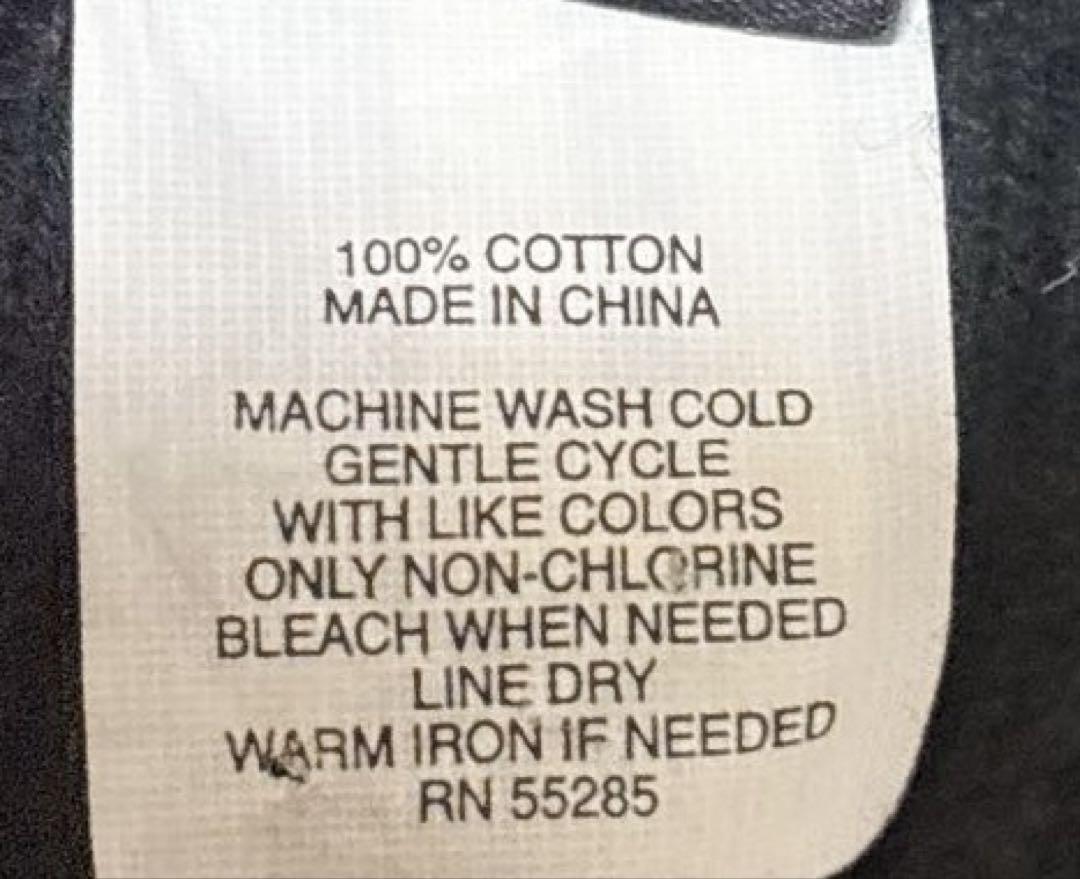 100% COTTON
MADE IN CHINA
MACHINE WASH COLD
GENTLE CYCLE
WITH LIKE COLORS
ONLY NON-CHLORINE
BLEACH WHEN NEEDED
LINE DRY
WARM IRON IF NEEDED
RN 55285